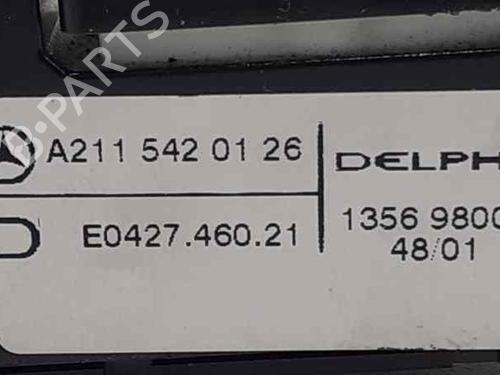 B-PARTS
A211 542 01 26
E0427.460.21
DELPH
1356 9800
48/01